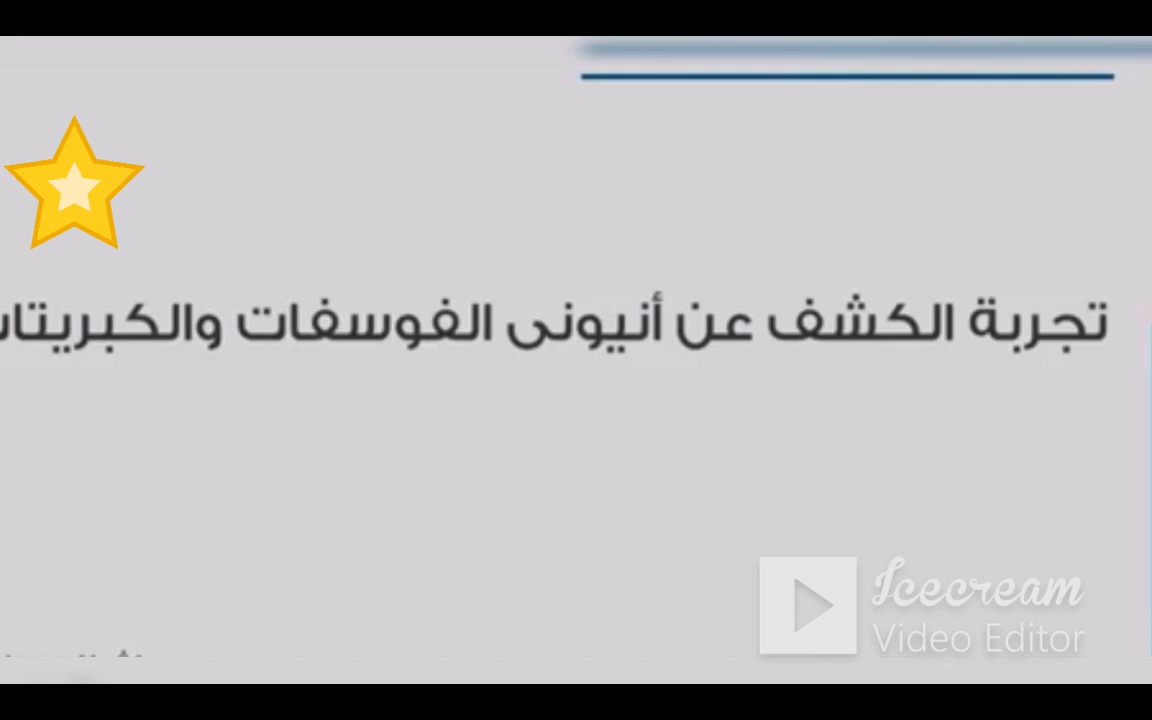 تجربة الكشف عن أنيونى الفوسفات والكبريتا
Icecream
Video Editor